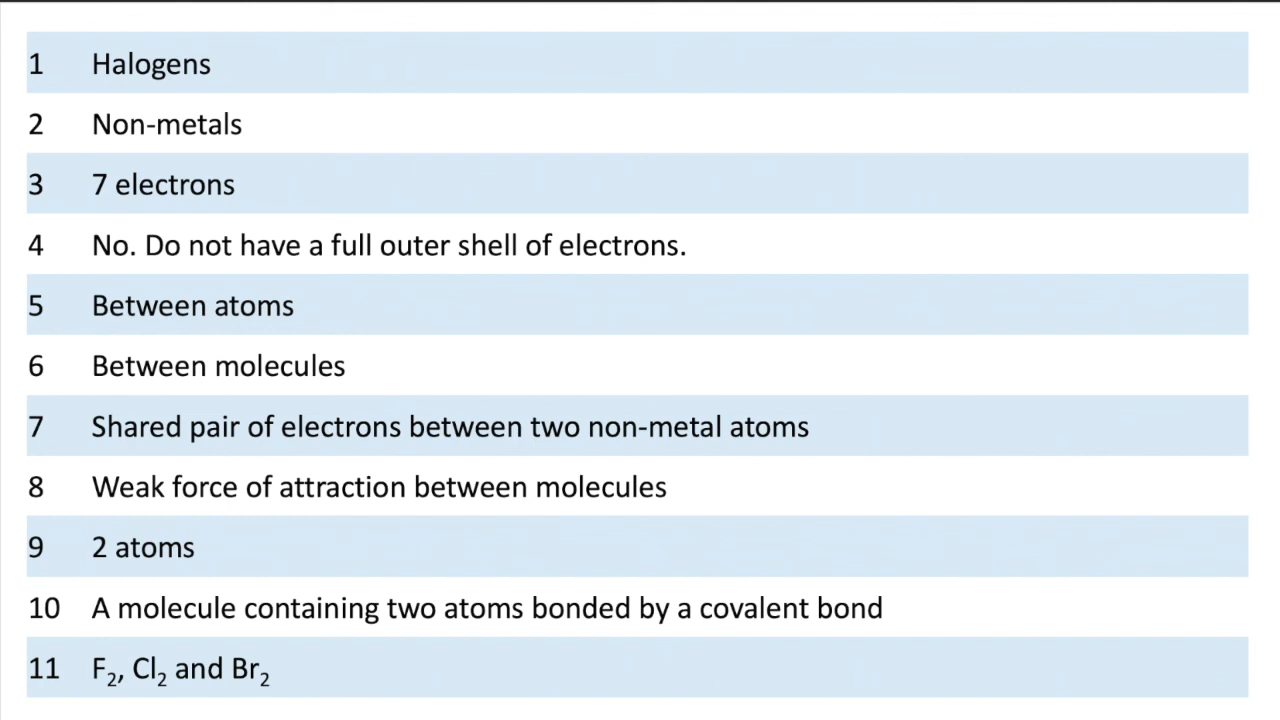 1 Halogens
2 Non-metals
3 7 electrons
4 No. Do not have a full outer shell of electrons.
5 Between atoms
6 Between molecules
7 Shared pair of electrons between two non-metal atoms
8 Weak force of attraction between molecules
9 2 atoms
10 A molecule containing two atoms bonded by a covalent bond
11 F₂, Cl₂ and Br₂